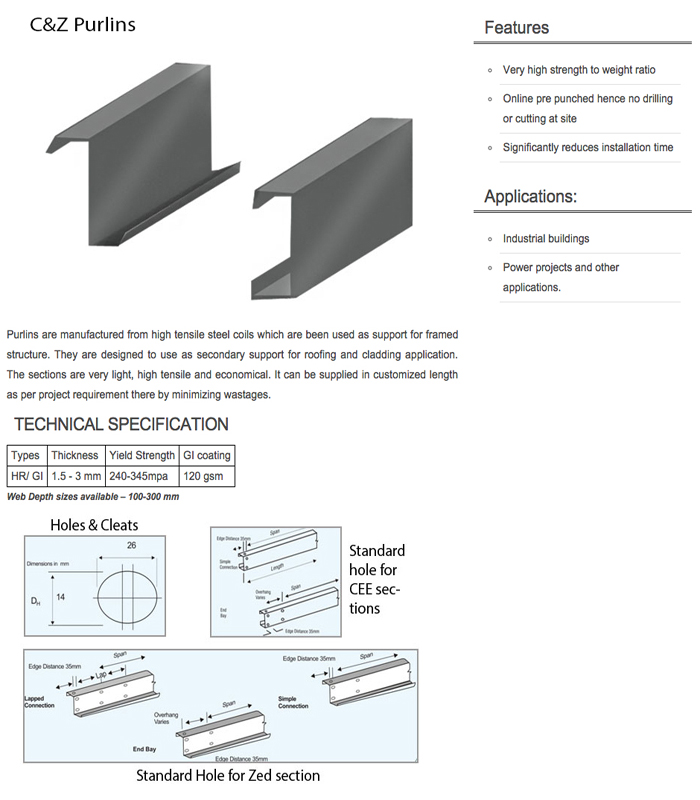 C&Z Purlins
Features
Very high strength to weight ratio
Online pre punched hence no drilling
or cutting at site
Significantly reduces installation time
Applications:
Industrial buildings
Power projects and other
applications.
Purlins are manufactured from high tensile steel coils which are been used as support for framed
structure. They are designed to use as secondary support for roofing and cladding application.
The sections are very light, high tensile and economical. It can be supplied in customized length
as per project requirement there by minimizing wastages.
TECHNICAL SPECIFICATION
Types Thickness Yield Strength GI coating
HR/ GI 1.5 - 3 mm 240-345mpa 120 gsm
Web Depth sizes available – 100-300 mm
Holes & Cleats
Dimensions in mm
26
DH
14
Edge Distance 35mm
Span
Simple
Connection
Length
Overhang
Varies
Span
End
Bay
Edge Distance 35mm
Standard
hole for
CEE sec-
tions
Edge Distance 35mm
Span
Lap
Lapped
Connection
Overhang
Varies
Span
End Bay
Edge Distance 35mm
Edge Distance 35mm
Span
Simple
Connection
Standard Hole for Zed section